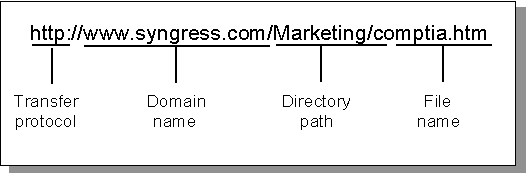 http://www.syngress.com/Marketing/comptia.htm
Transfer Domain Directory File
protocol name path name